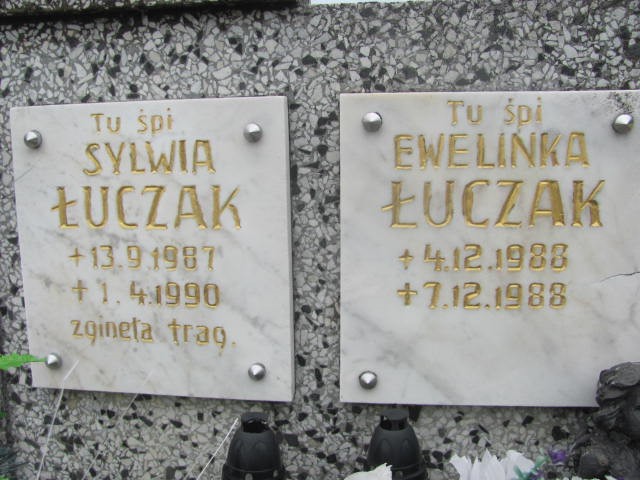 Tu śpi
SYLWIA
ŁUCZAK
+ 13.9.1987
+ 1.4.1990
zgineła trag.
Tu śpi
EWELINKA
ŁUCZAK
+ 4.12.1988
+ 7.12.1988